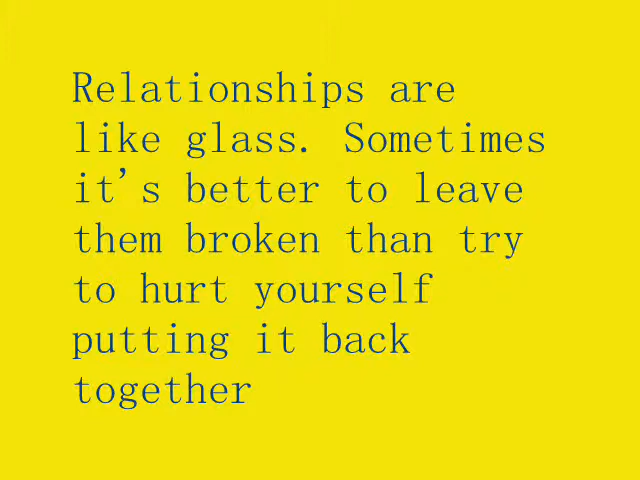 Relationships are
like glass. Sometimes
it's better to leave
them broken than try
to hurt yourself
putting it back
together